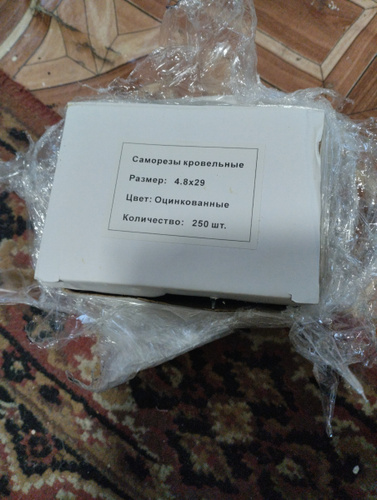 Саморезы кровельные
Размер: 4.8x29
Цвет: Оцинкованные
Количество: 250 шт.